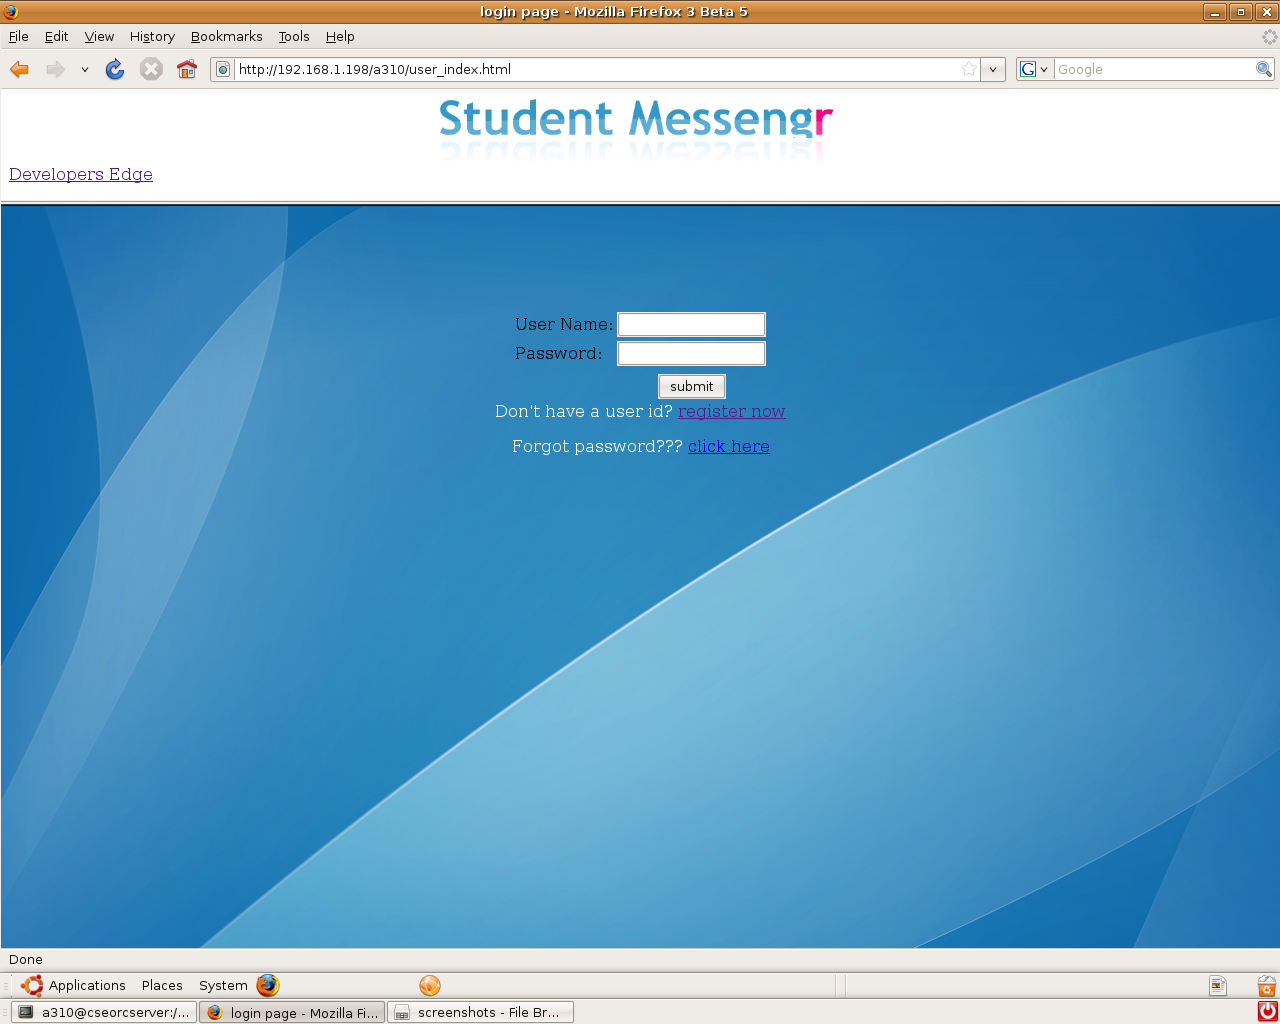 login page - Mozilla Firefox 3 Beta 5
File Edit View History Bookmarks Tools Help
http://192.168.1.198/a310/user_index.html
G Google
Student Messengr
Developers Edge
User Name:
Password:
submit
Don't have a user id? register now
Forgot password??? click here
Done
Applications Places System
a310@cseorcserver:/... login page - Mozilla Fi... screenshots - File Br...